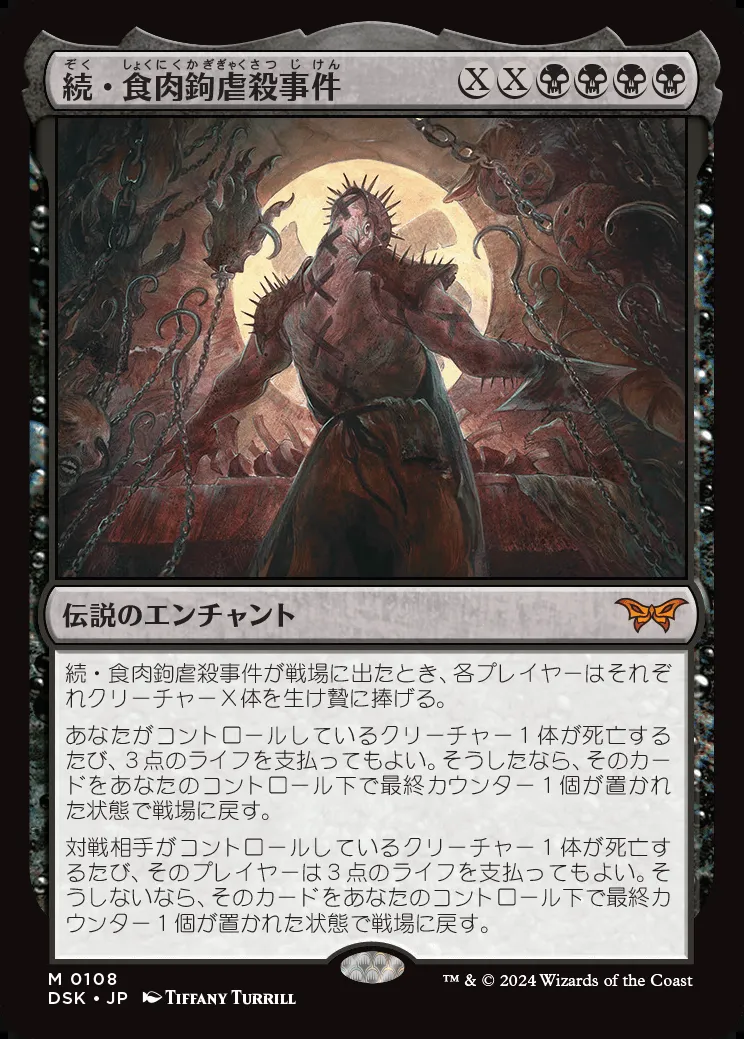 ぞく しょくにくかぎぎゃくさつ じ けん
続・食肉鉤虐殺事件 XX
伝説のエンチャント
続・食肉鉤虐殺事件が戦場に出たとき、各プレイヤーはそれぞ
れクリーチャーX体を生け贄に捧げる。
あなたがコントロールしているクリーチャー1体が死亡する
たび、3点のライフを支払ってもよい。そうしたなら、そのカー
ドをあなたのコントロール下で最終カウンター1個が置かれ
た状態で戦場に戻す。
対戦相手がコントロールしているクリーチャー1体が死亡す
るたび、そのプレイヤーは3点のライフを支払ってもよい。そ
うしないなら、そのカードをあなたのコントロール下で最終カ
ウンター1個が置かれた状態で戦場に戻す。
M 0108
DSK • JP TIFFANY TURRILL
™ & © 2024 Wizards of the Coast